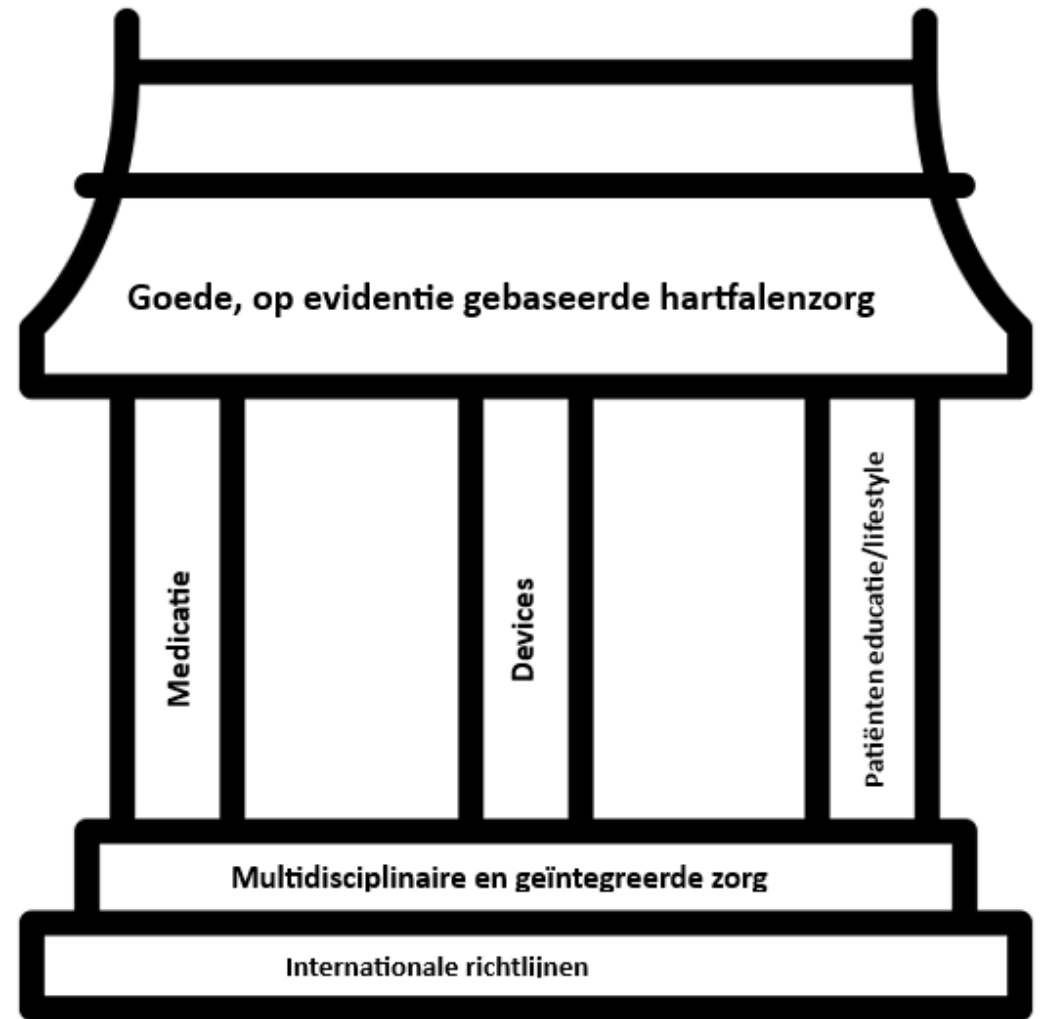 Goede, op evidentie gebaseerde hartfalenzorg
Medicatie
Devices
Patiënten educatie/lifestyle
Multidisciplinaire en geïntegreerde zorg
Internationale richtlijnen